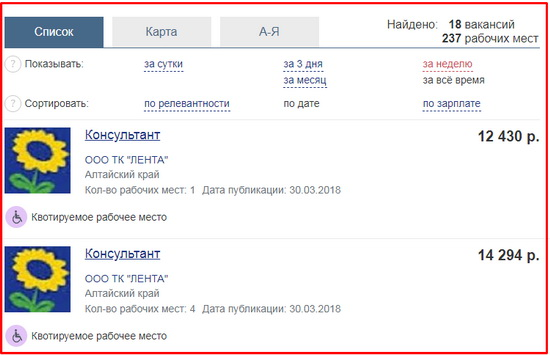 Список Карта А-Я Найдено: 18 вакансий
237 рабочих мест
? Показывать: за сутки за 3 дня за неделю
за месяц за всё время
? Сортировать: по релевантности по дате по зарплате
Консультант 12 430 р.
ООО ТК "ЛЕНТА"
Алтайский край
Кол-во рабочих мест: 1 Дата публикации: 30.03.2018
Квотируемое рабочее место
Консультант 14 294 р.
ООО ТК "ЛЕНТА"
Алтайский край
Кол-во рабочих мест: 4 Дата публикации: 30.03.2018
Квотируемое рабочее место